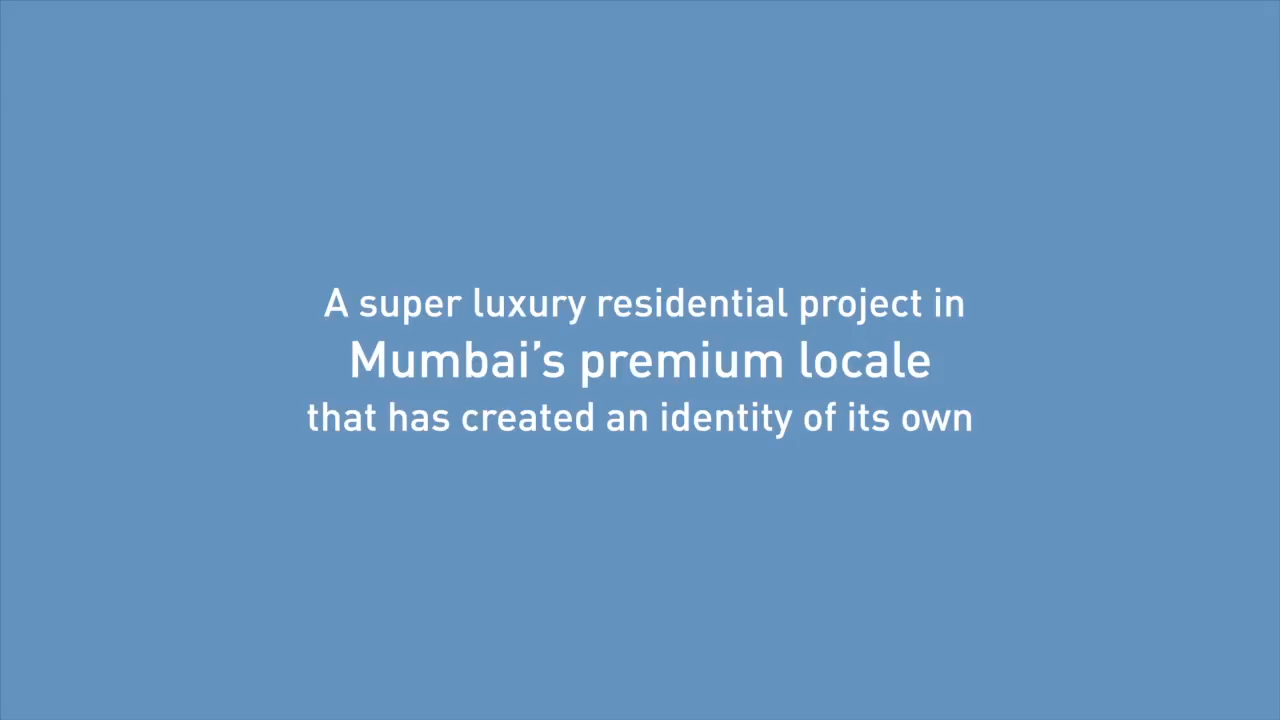 A super luxury residential project in
Mumbai’s premium locale
that has created an identity of its own